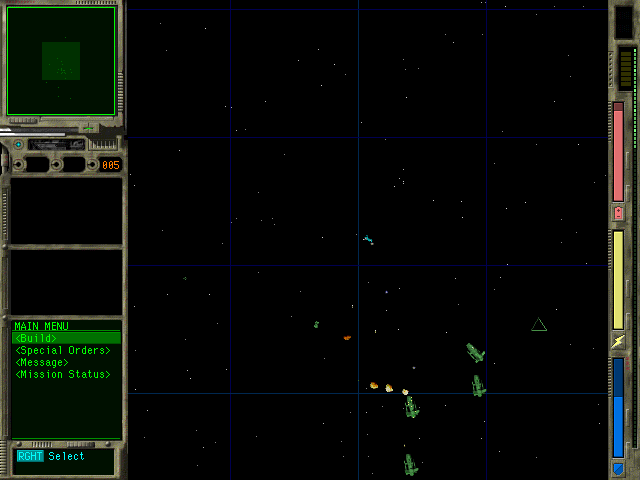 005
MAIN MENU
<Build>
<Special Orders>
<Message>
<Mission Status>
RGHT Select